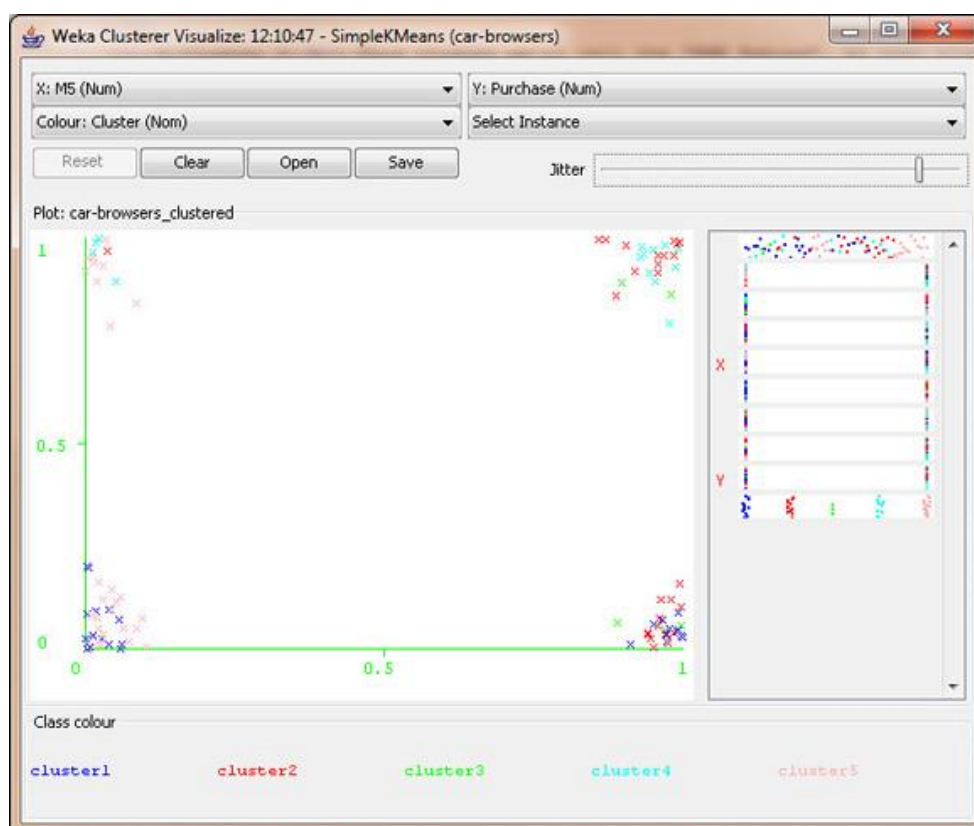 Weka Clusterer Visualize: 12:10:47 - SimpleKMeans (car-browsers)
X: M5 (Num)
Y: Purchase (Num)
Colour: Cluster (Nom)
Select Instance
Reset
Clear
Open
Save
Jitter
Plot: car-browsers_clustered
1
0.5
0
0
0.5
1
X
Y
Class colour
cluster1
cluster2
cluster3
cluster4
cluster5